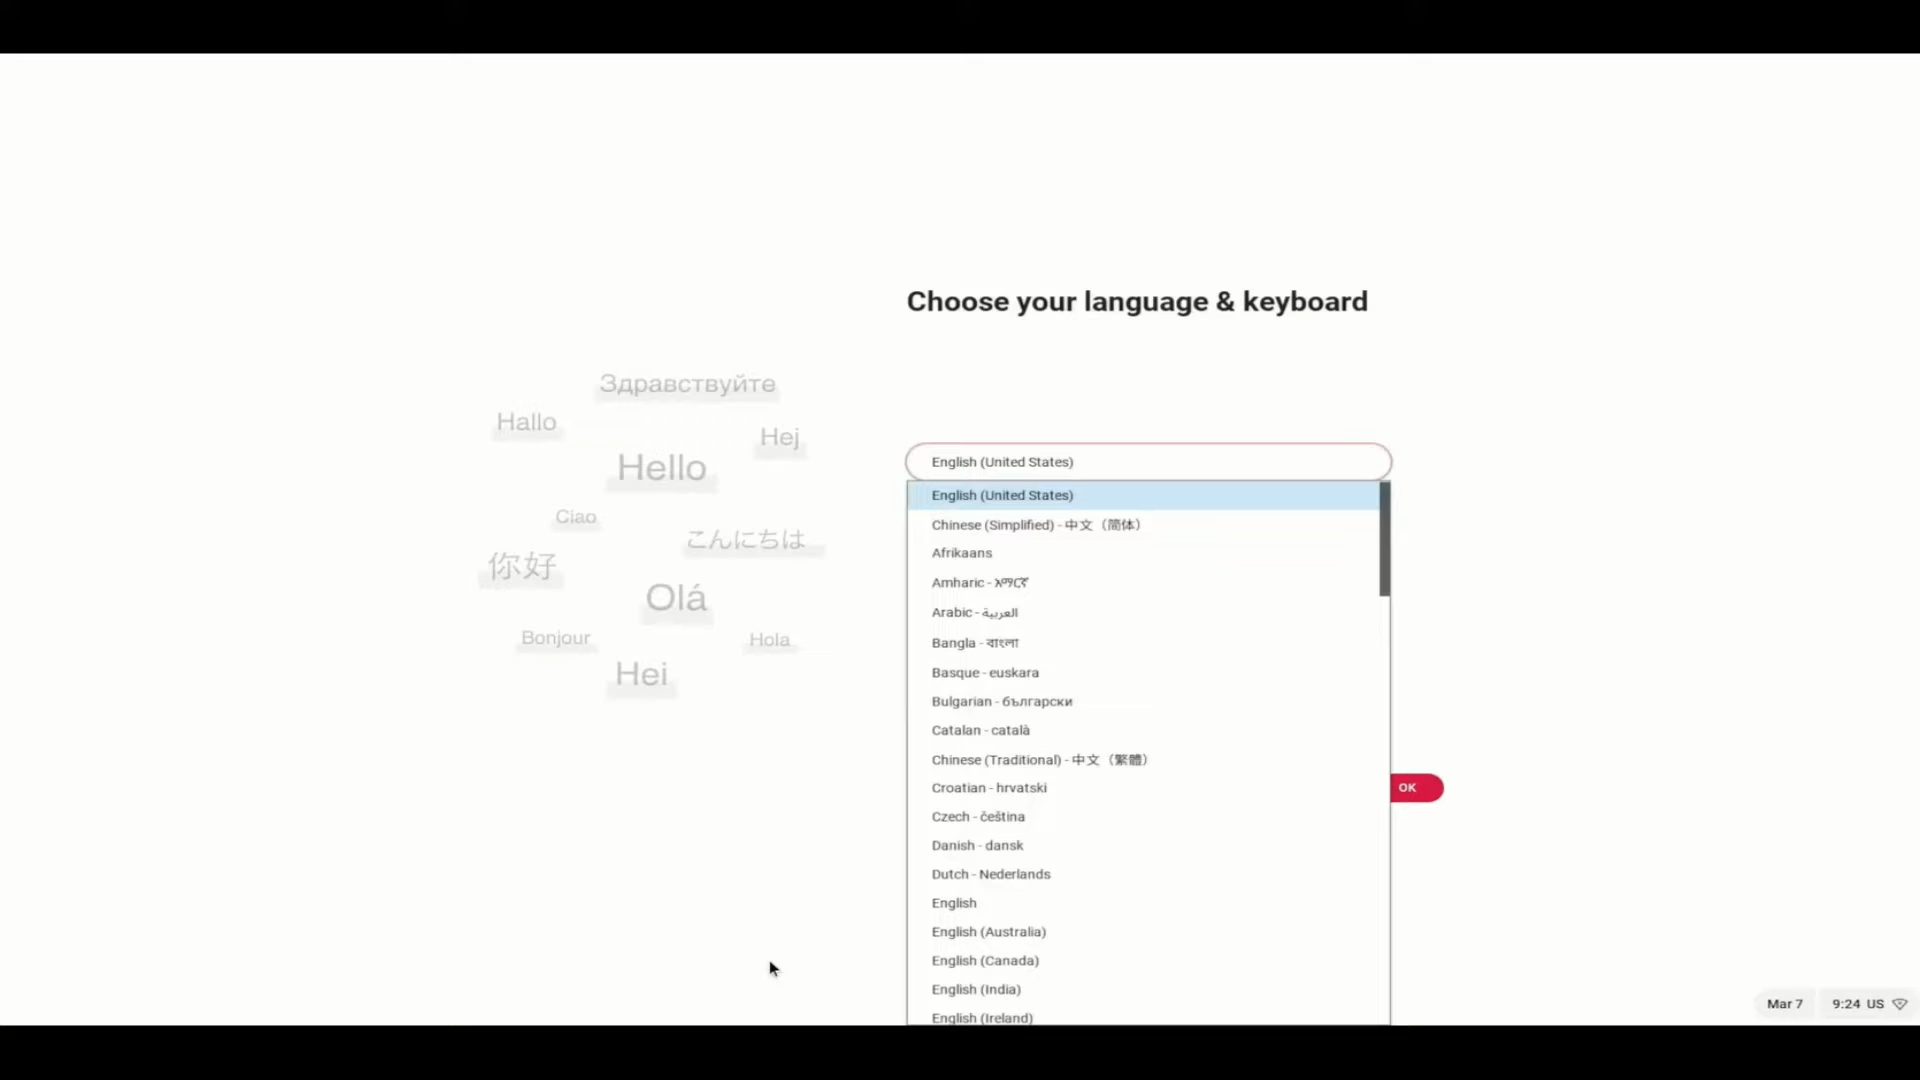 Choose your language & keyboard
Здравствуйте
Hallo
Hej
Hello
Ciao
こんにちは
你好
Olá
Bonjour
Hola
Hei
English (United States)
English (United States)
Chinese (Simplified) - 中文（简体）
Afrikaans
Amharic - አማርኛ
Arabic - العربية
Bangla - বাংলা
Basque - euskara
Bulgarian - български
Catalan - català
Chinese (Traditional) - 中文（繁體）
Croatian - hrvatski
Czech - čeština
Danish - dansk
Dutch - Nederlands
English
English (Australia)
English (Canada)
English (India)
English (Ireland)
OK
Mar 7
9:24 US